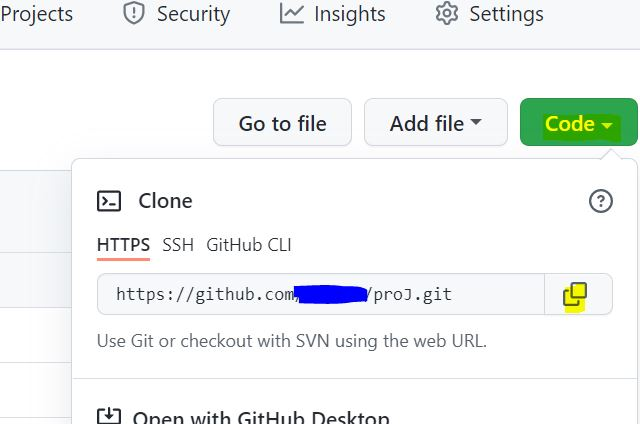 Projects Security Insights Settings
Go to file Add file Code
Clone
HTTPS SSH GitHub CLI
https://github.com/ /proJ.git
Use Git or checkout with SVN using the web URL.
Open with GitHub Desktop